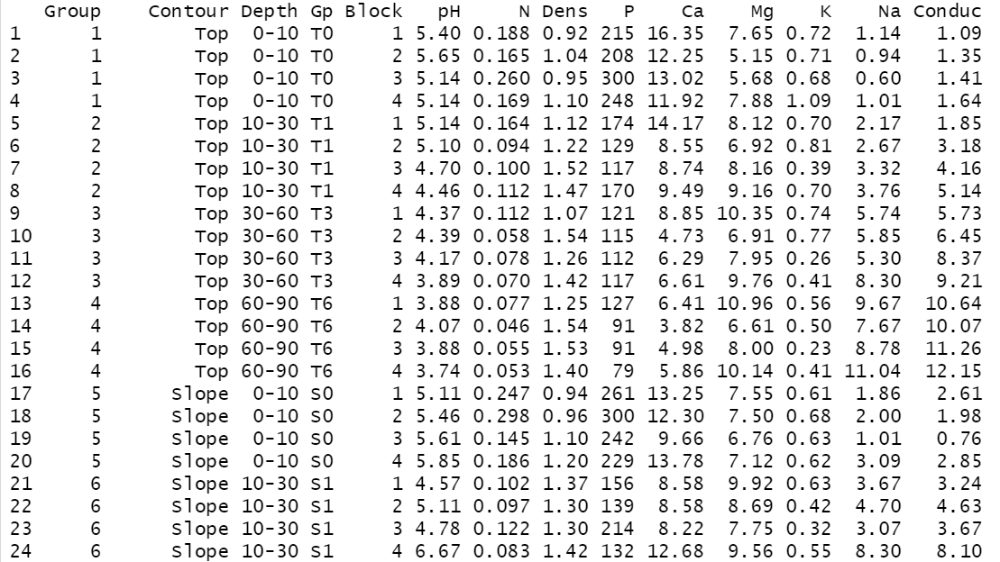 Group Contour Depth Gp Block pH N Dens P Ca Mg K Na Conduc
1 1 Top 0-10 T0 1 5.40 0.188 0.92 215 16.35 7.65 0.72 1.14 1.09
2 1 Top 0-10 T0 2 5.65 0.165 1.04 208 12.25 5.15 0.71 0.94 1.35
3 1 Top 0-10 T0 3 5.14 0.260 0.95 300 13.02 5.68 0.68 0.60 1.41
4 1 Top 0-10 T0 4 5.14 0.169 1.10 248 11.92 7.88 1.09 1.01 1.64
5 2 Top 10-30 T1 1 5.14 0.164 1.12 174 14.17 8.12 0.70 2.17 1.85
6 2 Top 10-30 T1 2 5.10 0.094 1.22 129 8.55 6.92 0.81 2.67 3.18
7 2 Top 10-30 T1 3 4.70 0.100 1.52 117 8.74 8.16 0.39 3.32 4.16
8 2 Top 10-30 T1 4 4.46 0.112 1.47 170 9.49 9.16 0.70 3.76 5.14
9 3 Top 30-60 T3 1 4.37 0.112 1.07 121 8.85 10.35 0.74 5.74 5.73
10 3 Top 30-60 T3 2 4.39 0.058 1.54 115 4.73 6.91 0.77 5.85 6.45
11 3 Top 30-60 T3 3 4.17 0.078 1.26 112 6.29 7.95 0.26 5.30 8.37
12 3 Top 30-60 T3 4 3.89 0.070 1.42 117 6.61 9.76 0.41 8.30 9.21
13 4 Top 60-90 T6 1 3.88 0.077 1.25 127 6.41 10.96 0.56 9.67 10.64
14 4 Top 60-90 T6 2 4.07 0.046 1.54 91 3.82 6.61 0.50 7.67 10.07
15 4 Top 60-90 T6 3 3.88 0.055 1.53 91 4.98 8.00 0.23 8.78 11.26
16 4 Top 60-90 T6 4 3.74 0.053 1.40 79 5.86 10.14 0.41 11.04 12.15
17 5 Slope 0-10 S0 1 5.11 0.247 0.94 261 13.25 7.55 0.61 1.86 2.61
18 5 Slope 0-10 S0 2 5.46 0.298 0.96 300 12.30 7.50 0.68 2.00 1.98
19 5 Slope 0-10 S0 3 5.61 0.145 1.10 242 9.66 6.76 0.63 1.01 0.76
20 5 Slope 0-10 S0 4 5.85 0.186 1.20 229 13.78 7.12 0.62 3.09 2.85
21 6 Slope 10-30 S1 1 4.57 0.102 1.37 156 8.58 9.92 0.63 3.67 3.24
22 6 Slope 10-30 S1 2 5.11 0.097 1.30 139 8.58 8.69 0.42 4.70 4.63
23 6 Slope 10-30 S1 3 4.78 0.122 1.30 214 8.22 7.75 0.32 3.07 3.67
24 6 Slope 10-30 S1 4 6.67 0.083 1.42 132 12.68 9.56 0.55 8.30 8.10